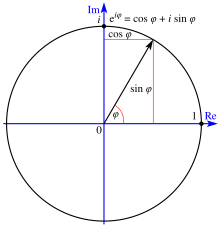 Im
i e^{iφ} = cos φ + i sin φ
cos φ
sin φ
1
Re
φ
0